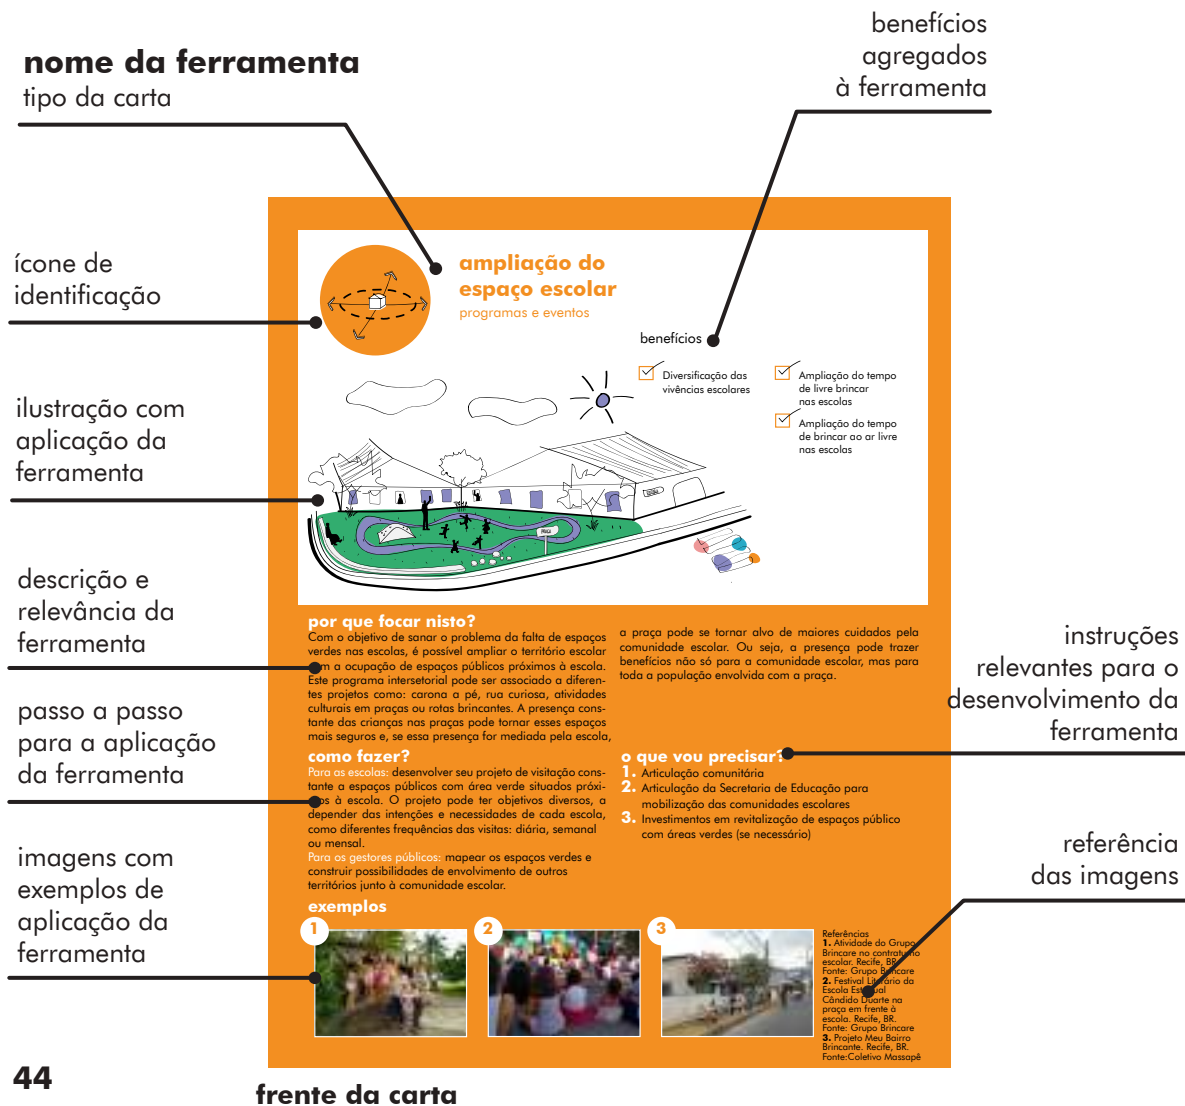 nome da ferramenta
tipo da carta
benefícios
agregados
à ferramenta
ícone de
identificação
ilustração com
aplicação da
ferramenta
descrição e
relevância da
ferramenta
passo a passo
para a aplicação
da ferramenta
imagens com
exemplos de
aplicação da
ferramenta
instruções
relevantes para o
desenvolvimento da
ferramenta
referência
das imagens
ampliação do
espaço escolar
programas e eventos
benefícios
Diversificação das
vivências escolares
Ampliação do tempo
de livre brincar
nas escolas
Ampliação do tempo
de brincar ao ar livre
nas escolas
por que focar nisto?
Com o objetivo de sanar o problema da falta de espaços
verdes nas escolas, é possível ampliar o território escolar
com a ocupação de espaços públicos próximos à escola.
Este programa intersetorial pode ser associado a diferen-
tes projetos como: carona a pé, rua curiosa, atividades
culturais em praças ou rotas brincantes. A presença cons-
tante das crianças nas praças pode tornar esses espaços
mais seguros e, se essa presença for mediada pela escola,
a praça pode se tornar alvo de maiores cuidados pela
comunidade escolar. Ou seja, a presença pode trazer
benefícios não só para a comunidade escolar, mas para
toda a população envolvida com a praça.
como fazer?
Para as escolas: desenvolver seu projeto de visitação cons-
tante a espaços públicos com área verde situados próxi-
mos à escola. O projeto pode ter objetivos diversos, a
depender das intenções e necessidades de cada escola,
como diferentes frequências das visitas: diária, semanal
ou mensal.
Para os gestores públicos: mapear os espaços verdes e
construir possibilidades de envolvimento de outros
territórios junto à comunidade escolar.
o que vou precisar?
1. Articulação comunitária
2. Articulação da Secretaria de Educação para
mobilização das comunidades escolares
3. Investimentos em revitalização de espaços público
com áreas verdes (se necessário)
exemplos
1
2
3
Referências
1. Atividade do Grupo
Brincare no contraturno
escolar. Recife, BR.
Fonte: Grupo Brincare
2. Festival Literário da
Escola Estadual
Cândido Duarte na
praça em frente à
escola. Recife, BR.
Fonte: Grupo Brincare
3. Projeto Meu Bairro
Brincante. Recife, BR.
Fonte:Coletivo Massapê
44
frente da carta